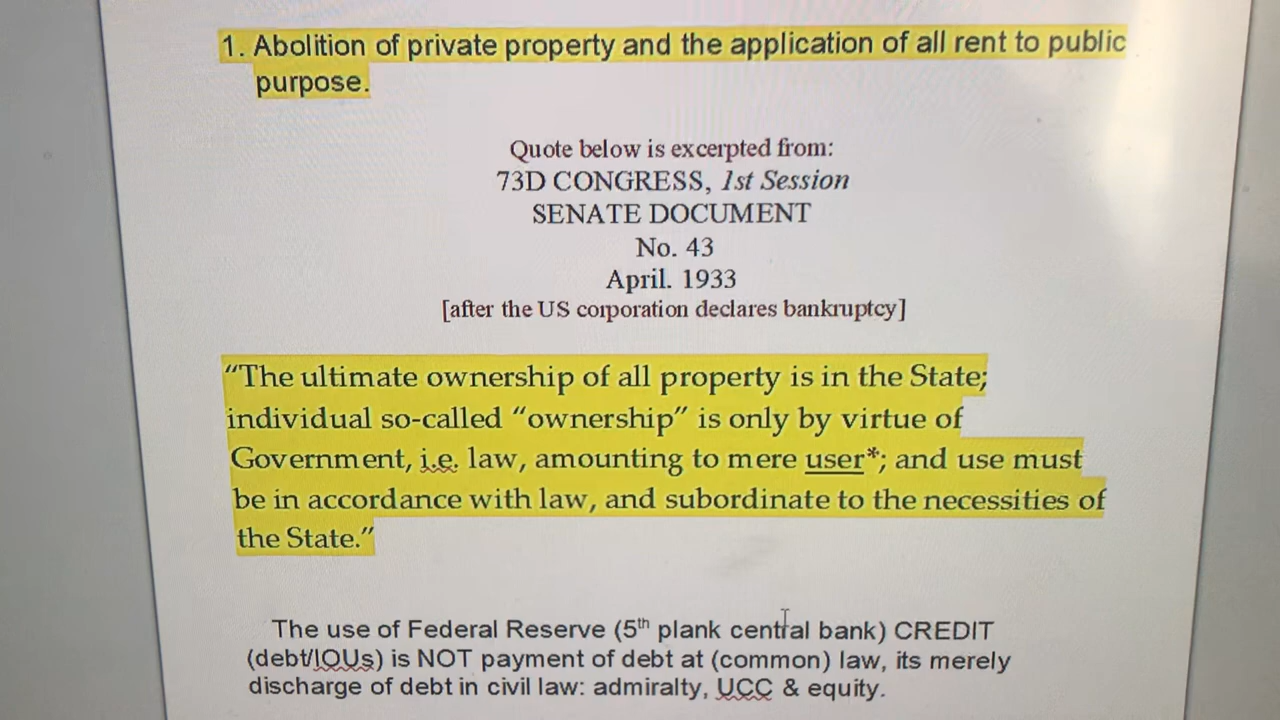 1. Abolition of private property and the application of all rent to public
purpose.
Quote below is excerpted from:
73D CONGRESS, 1st Session
SENATE DOCUMENT
No. 43
April. 1933
[after the US corporation declares bankruptcy]
“The ultimate ownership of all property is in the State;
individual so-called “ownership” is only by virtue of
Government, i.e. law, amounting to mere user*; and use must
be in accordance with law, and subordinate to the necessities of
the State.”
The use of Federal Reserve (5th plank central bank) CREDIT
(debt/IOUs) is NOT payment of debt at (common) law, its merely
discharge of debt in civil law: admiralty, UCC & equity.